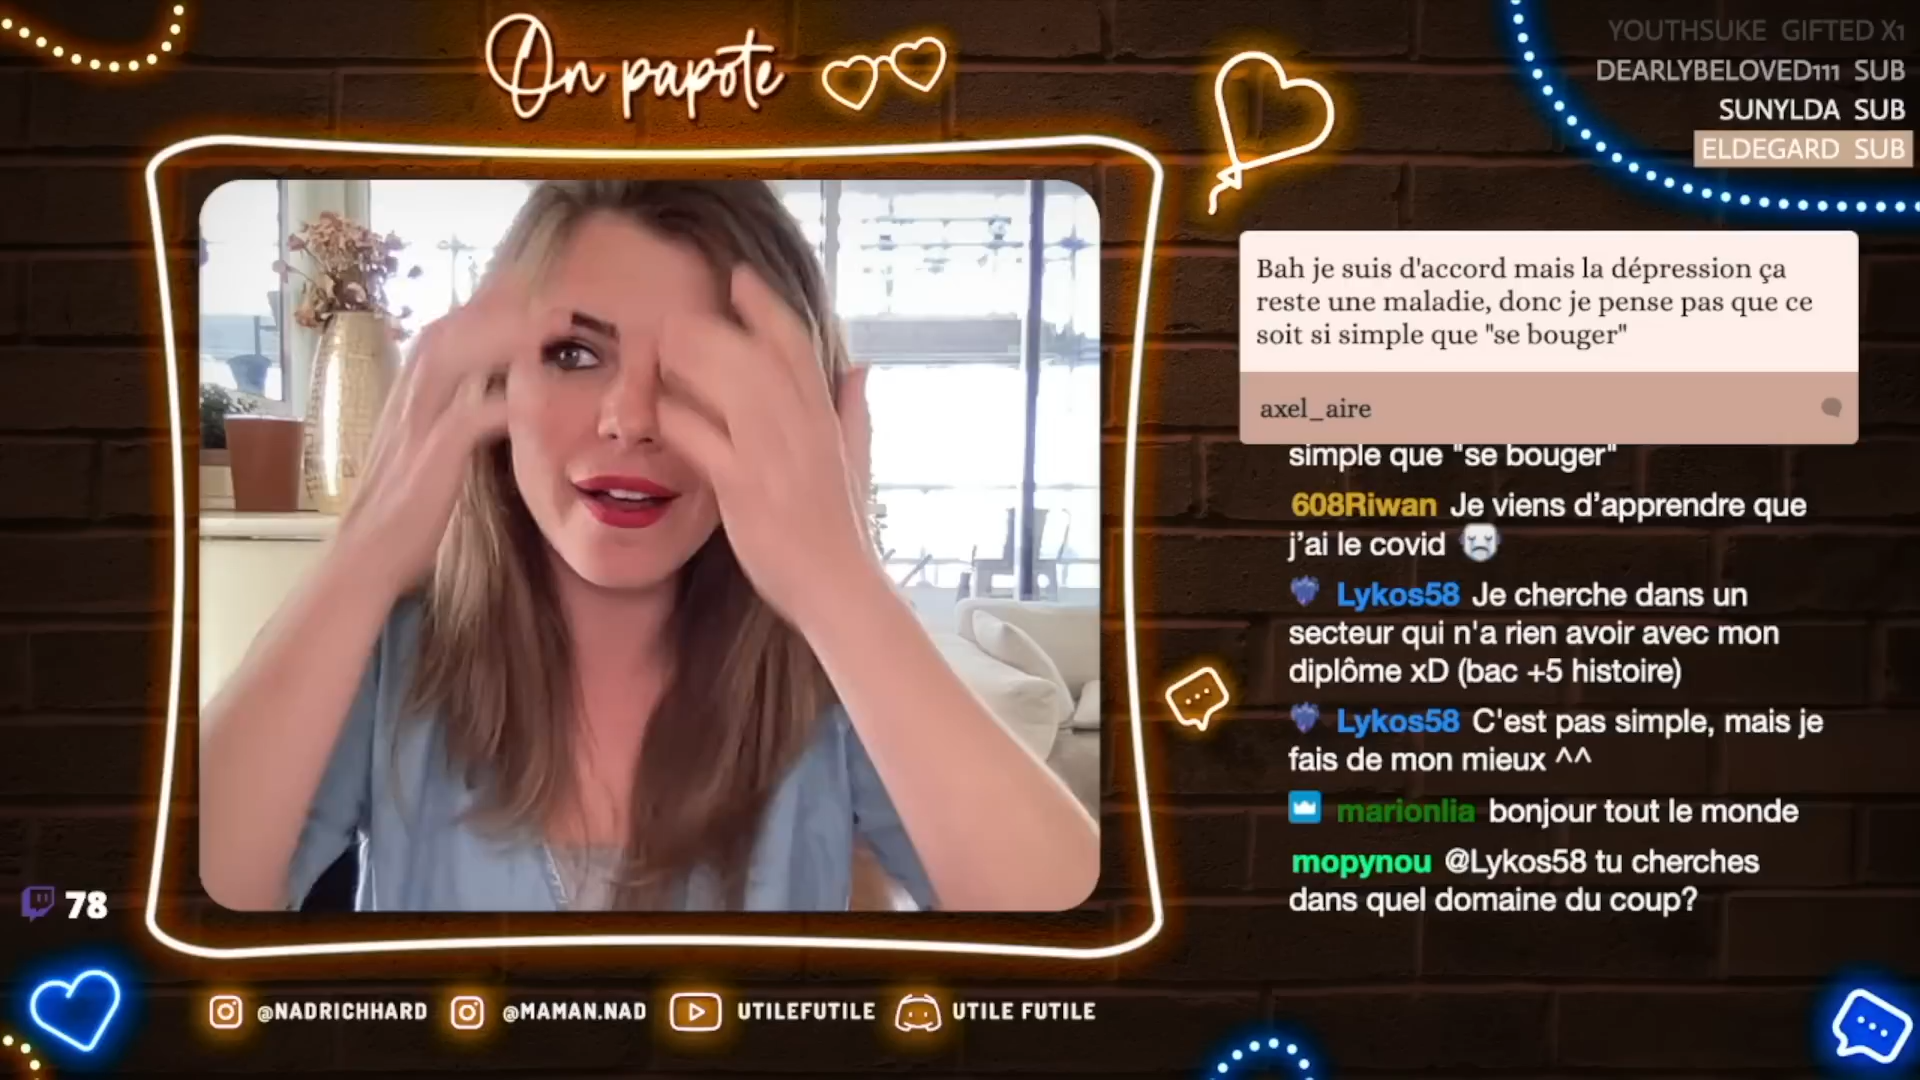 On papote
YOUTHSUKE GIFTED X1
DEARLYBELOVED111 SUB
SUNYLDA SUB
ELDEGARD SUB
Bah je suis d'accord mais la dépression ça
reste une maladie, donc je pense pas que ce
soit si simple que "se bouger"
axel_aire
simple que "se bouger"
608Riwan Je viens d’apprendre que
j’ai le covid
Lykos58 Je cherche dans un
secteur qui n'a rien avoir avec mon
diplôme xD (bac +5 histoire)
Lykos58 C'est pas simple, mais je
fais de mon mieux ^^
marionlia bonjour tout le monde
mopynou @Lykos58 tu cherches
dans quel domaine du coup?
78
@NADRICHHARD @MAMAN.NAD UTILEFUTILE UTILE FUTILE